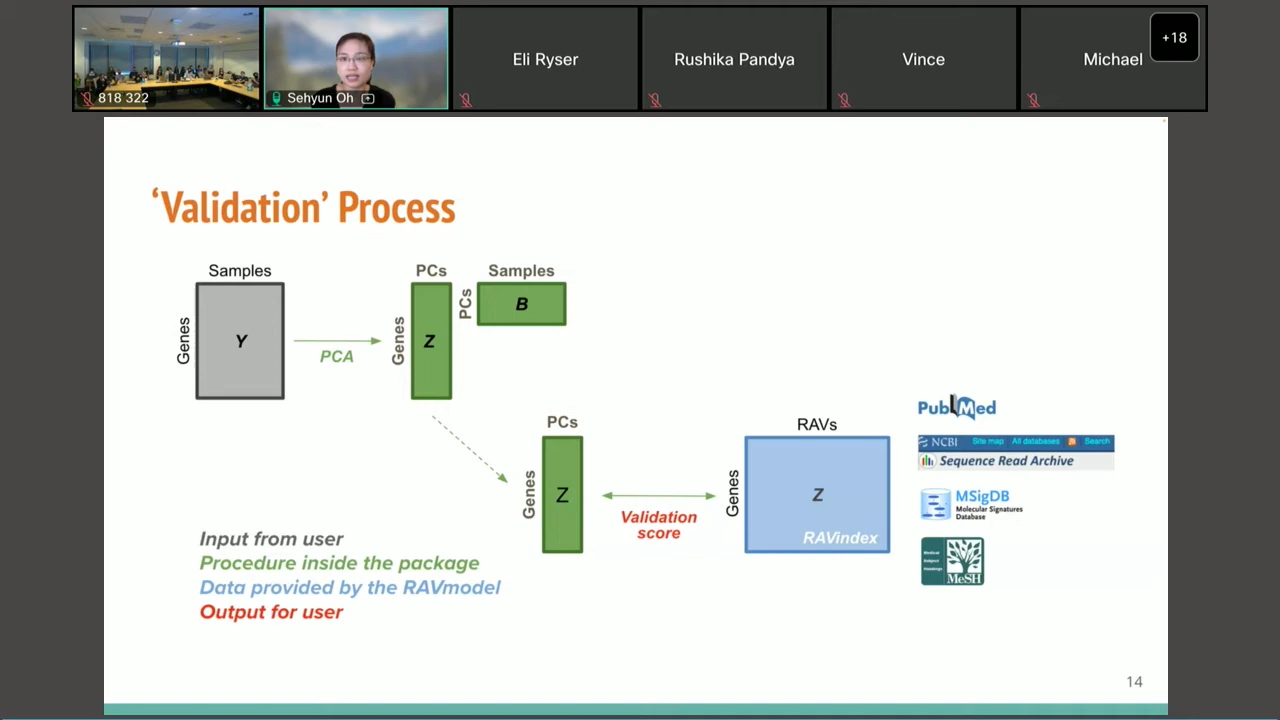 818 322
Sehyun Oh
Eli Ryser
Rushika Pandya
Vince
Michael
+18
‘Validation’ Process
Samples
Genes
Y
PCA
PCs
Genes
Z
Samples
PCs
B
PCs
Genes
Z
Validation
score
RAVs
Genes
Z
RAVindex
PubMed
NCBI Site map All databases Search
Sequence Read Archive
MSigDB
Molecular Signatures
Database
Medical
Subject
Headings
MeSH
Input from user
Procedure inside the package
Data provided by the RAVmodel
Output for user
14